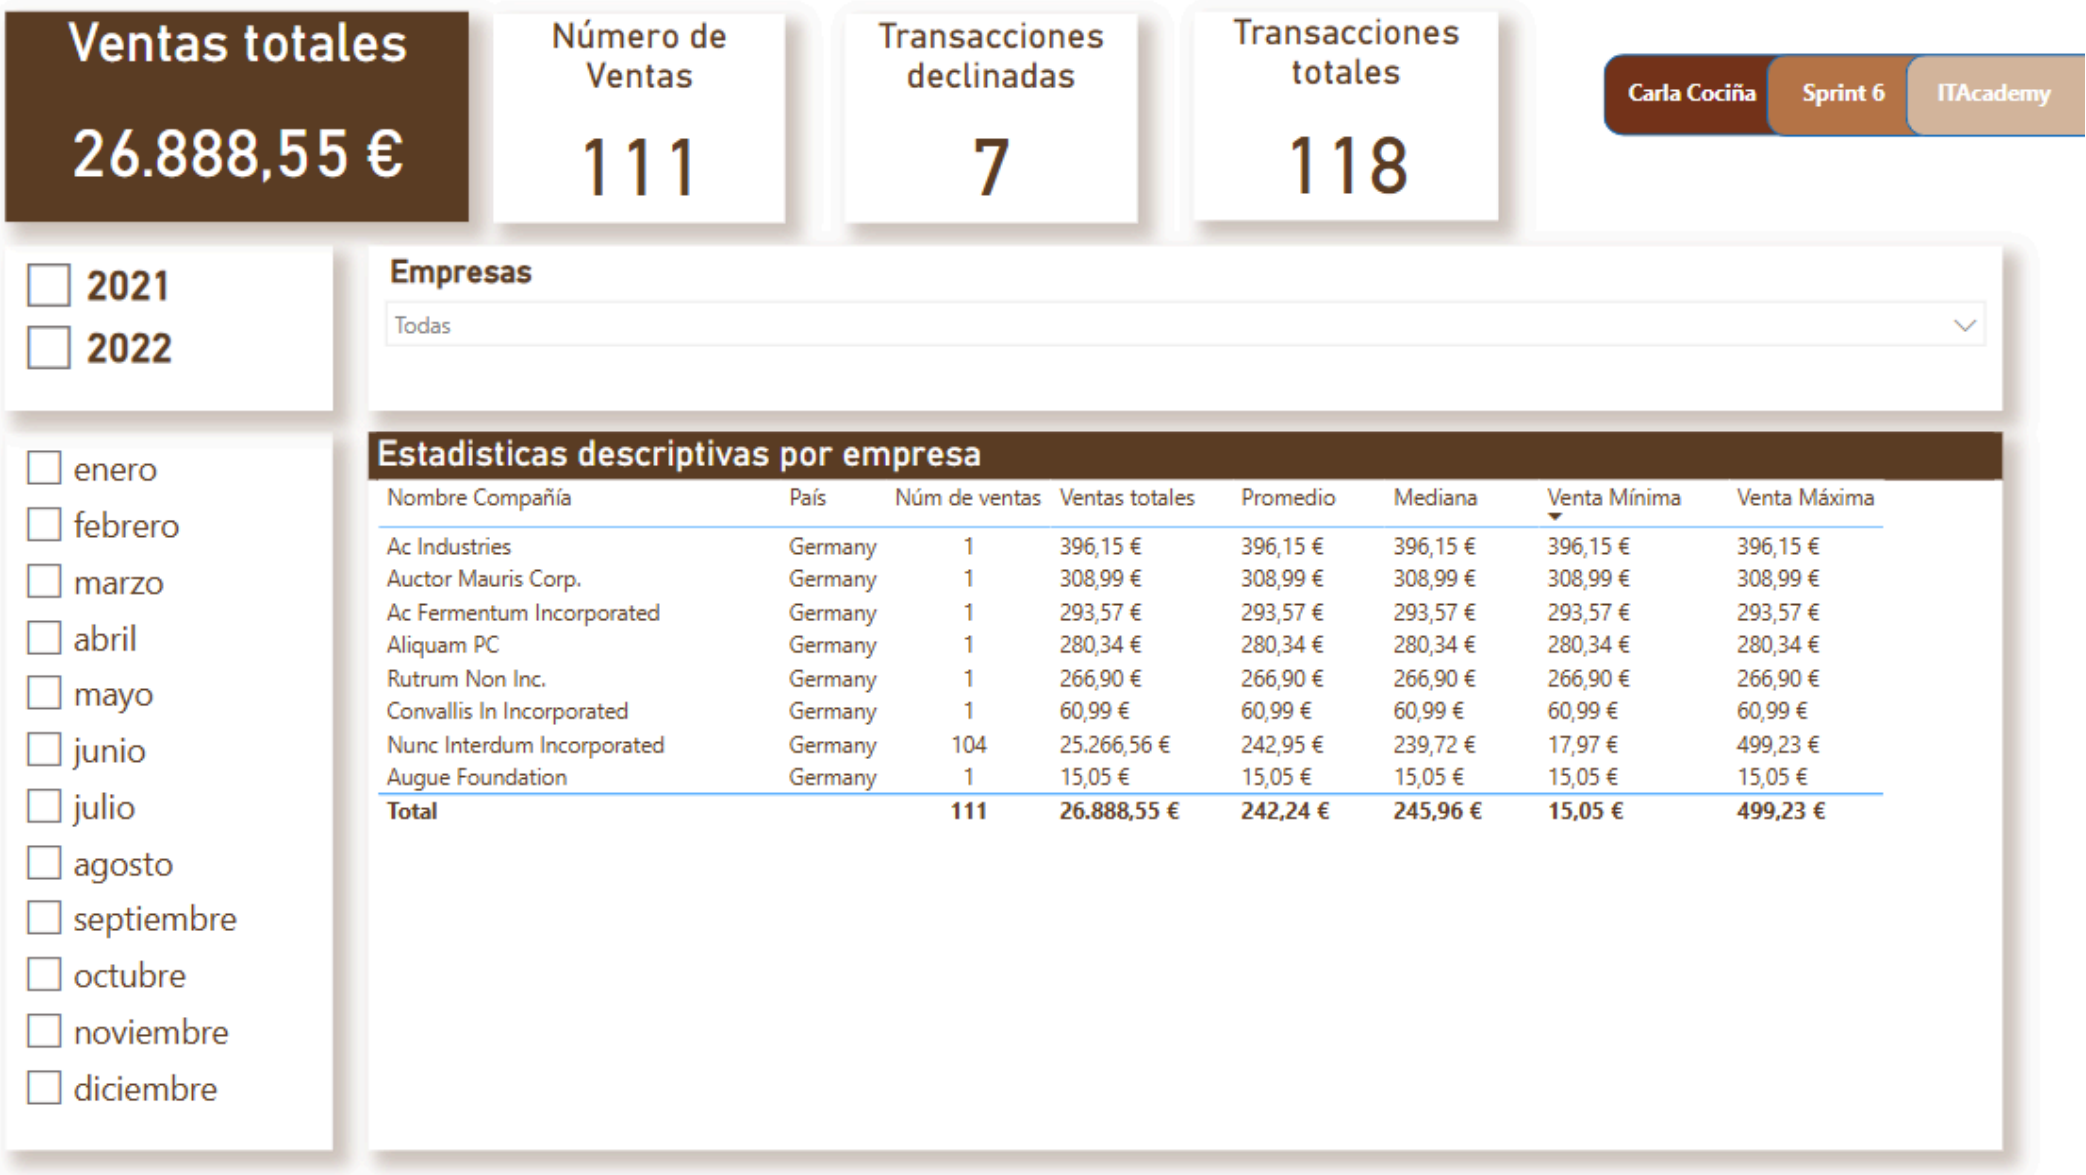 Ventas totales
26.888,55 €
Número de
Ventas
111
Transacciones
declinadas
7
Transacciones
totales
118
Carla Cociña Sprint 6 ITAcademy
2021
2022
Empresas
Todas
enero
febrero
marzo
abril
mayo
junio
julio
agosto
septiembre
octubre
noviembre
diciembre
Estadisticas descriptivas por empresa
Nombre Compañía País Núm de ventas Ventas totales Promedio Mediana Venta Mínima Venta Máxima
Ac Industries Germany 1 396,15 € 396,15 € 396,15 € 396,15 € 396,15 €
Auctor Mauris Corp. Germany 1 308,99 € 308,99 € 308,99 € 308,99 € 308,99 €
Ac Fermentum Incorporated Germany 1 293,57 € 293,57 € 293,57 € 293,57 € 293,57 €
Aliquam PC Germany 1 280,34 € 280,34 € 280,34 € 280,34 € 280,34 €
Rutrum Non Inc. Germany 1 266,90 € 266,90 € 266,90 € 266,90 € 266,90 €
Convallis In Incorporated Germany 1 60,99 € 60,99 € 60,99 € 60,99 € 60,99 €
Nunc Interdum Incorporated Germany 104 25.266,56 € 242,95 € 239,72 € 17,97 € 499,23 €
Augue Foundation Germany 1 15,05 € 15,05 € 15,05 € 15,05 € 15,05 €
Total 111 26.888,55 € 242,24 € 245,96 € 15,05 € 499,23 €